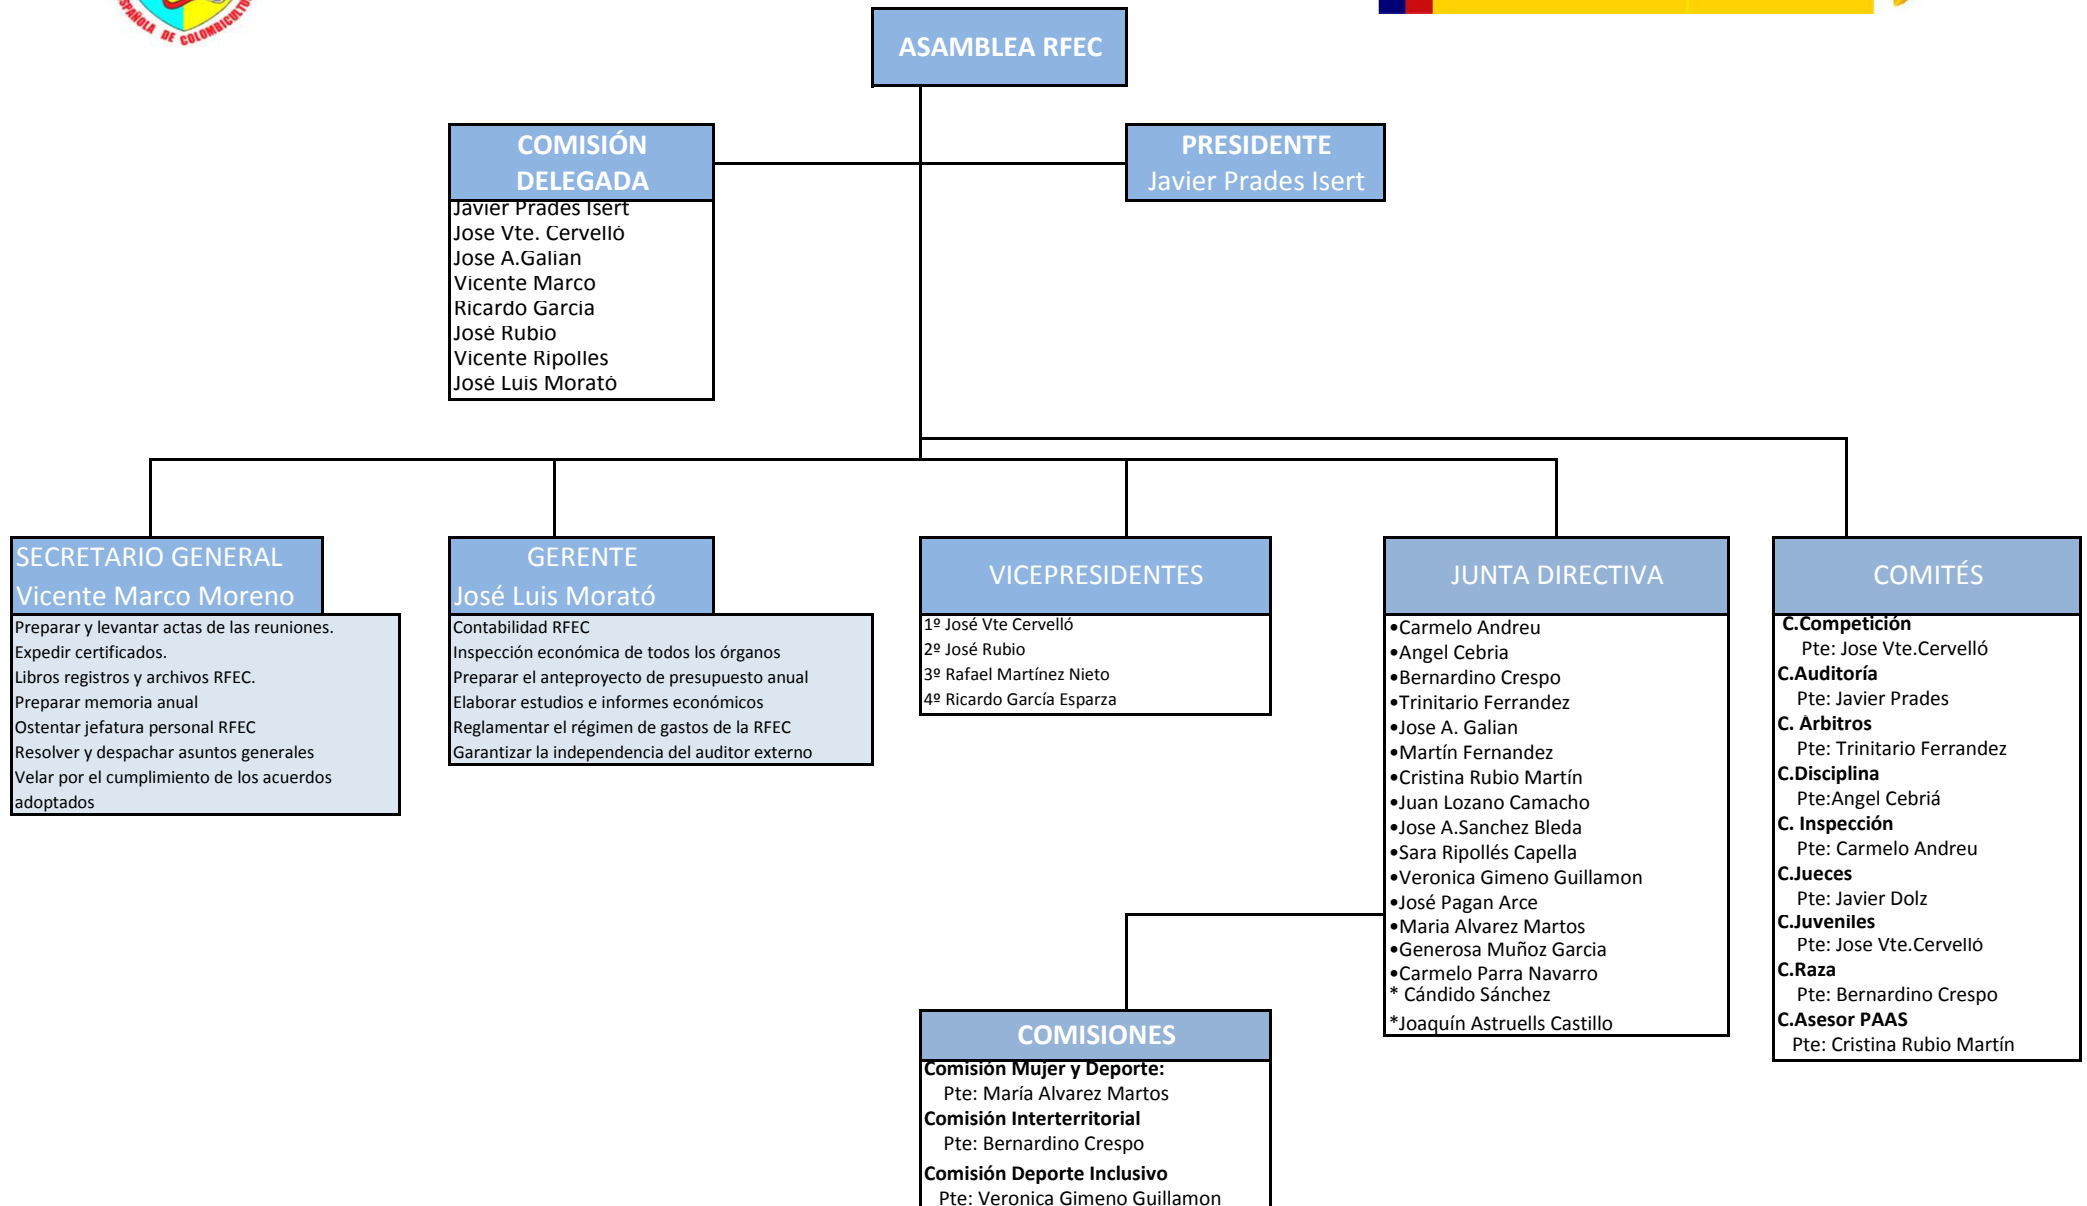 ESPAÑOLA DE COLOMBICULTU
ASAMBLEA RFEC
COMISIÓN
DELEGADA
Javier Prades Isert
Jose Vte. Cervelló
Jose A.Galian
Vicente Marco
Ricardo García
José Rubio
Vicente Ripolles
José Luis Morató
PRESIDENTE
Javier Prades Isert
SECRETARIO GENERAL
Vicente Marco Moreno
Preparar y levantar actas de las reuniones.
Expedir certificados.
Libros registros y archivos RFEC.
Preparar memoria anual
Ostentar jefatura personal RFEC
Resolver y despachar asuntos generales
Velar por el cumplimiento de los acuerdos
adoptados
GERENTE
José Luis Morató
Contabilidad RFEC
Inspección económica de todos los órganos
Preparar el anteproyecto de presupuesto anual
Elaborar estudios e informes económicos
Reglamentar el régimen de gastos de la RFEC
Garantizar la independencia del auditor externo
VICEPRESIDENTES
1º José Vte Cervelló
2º José Rubio
3º Rafael Martínez Nieto
4º Ricardo García Esparza
JUNTA DIRECTIVA
•Carmelo Andreu
•Angel Cebria
•Bernardino Crespo
•Trinitario Ferrandez
•Jose A. Galian
•Martín Fernandez
•Cristina Rubio Martín
•Juan Lozano Camacho
•Jose A.Sanchez Bleda
•Sara Ripollés Capella
•Veronica Gimeno Guillamon
•José Pagan Arce
•Maria Alvarez Martos
•Generosa Muñoz Garcia
•Carmelo Parra Navarro
* Cándido Sánchez
*Joaquín Astruells Castillo
COMITÉS
C.Competición
Pte: Jose Vte.Cervelló
C.Auditoría
Pte: Javier Prades
C. Árbitros
Pte: Trinitario Ferrandez
C.Disciplina
Pte:Angel Cebriá
C. Inspección
Pte: Carmelo Andreu
C.Jueces
Pte: Javier Dolz
C.Juveniles
Pte: Jose Vte.Cervelló
C.Raza
Pte: Bernardino Crespo
C.Asesor PAAS
Pte: Cristina Rubio Martín
COMISIONES
Comisión Mujer y Deporte:
Pte: María Alvarez Martos
Comisión Interterritorial
Pte: Bernardino Crespo
Comisión Deporte Inclusivo
Pte: Veronica Gimeno Guillamon